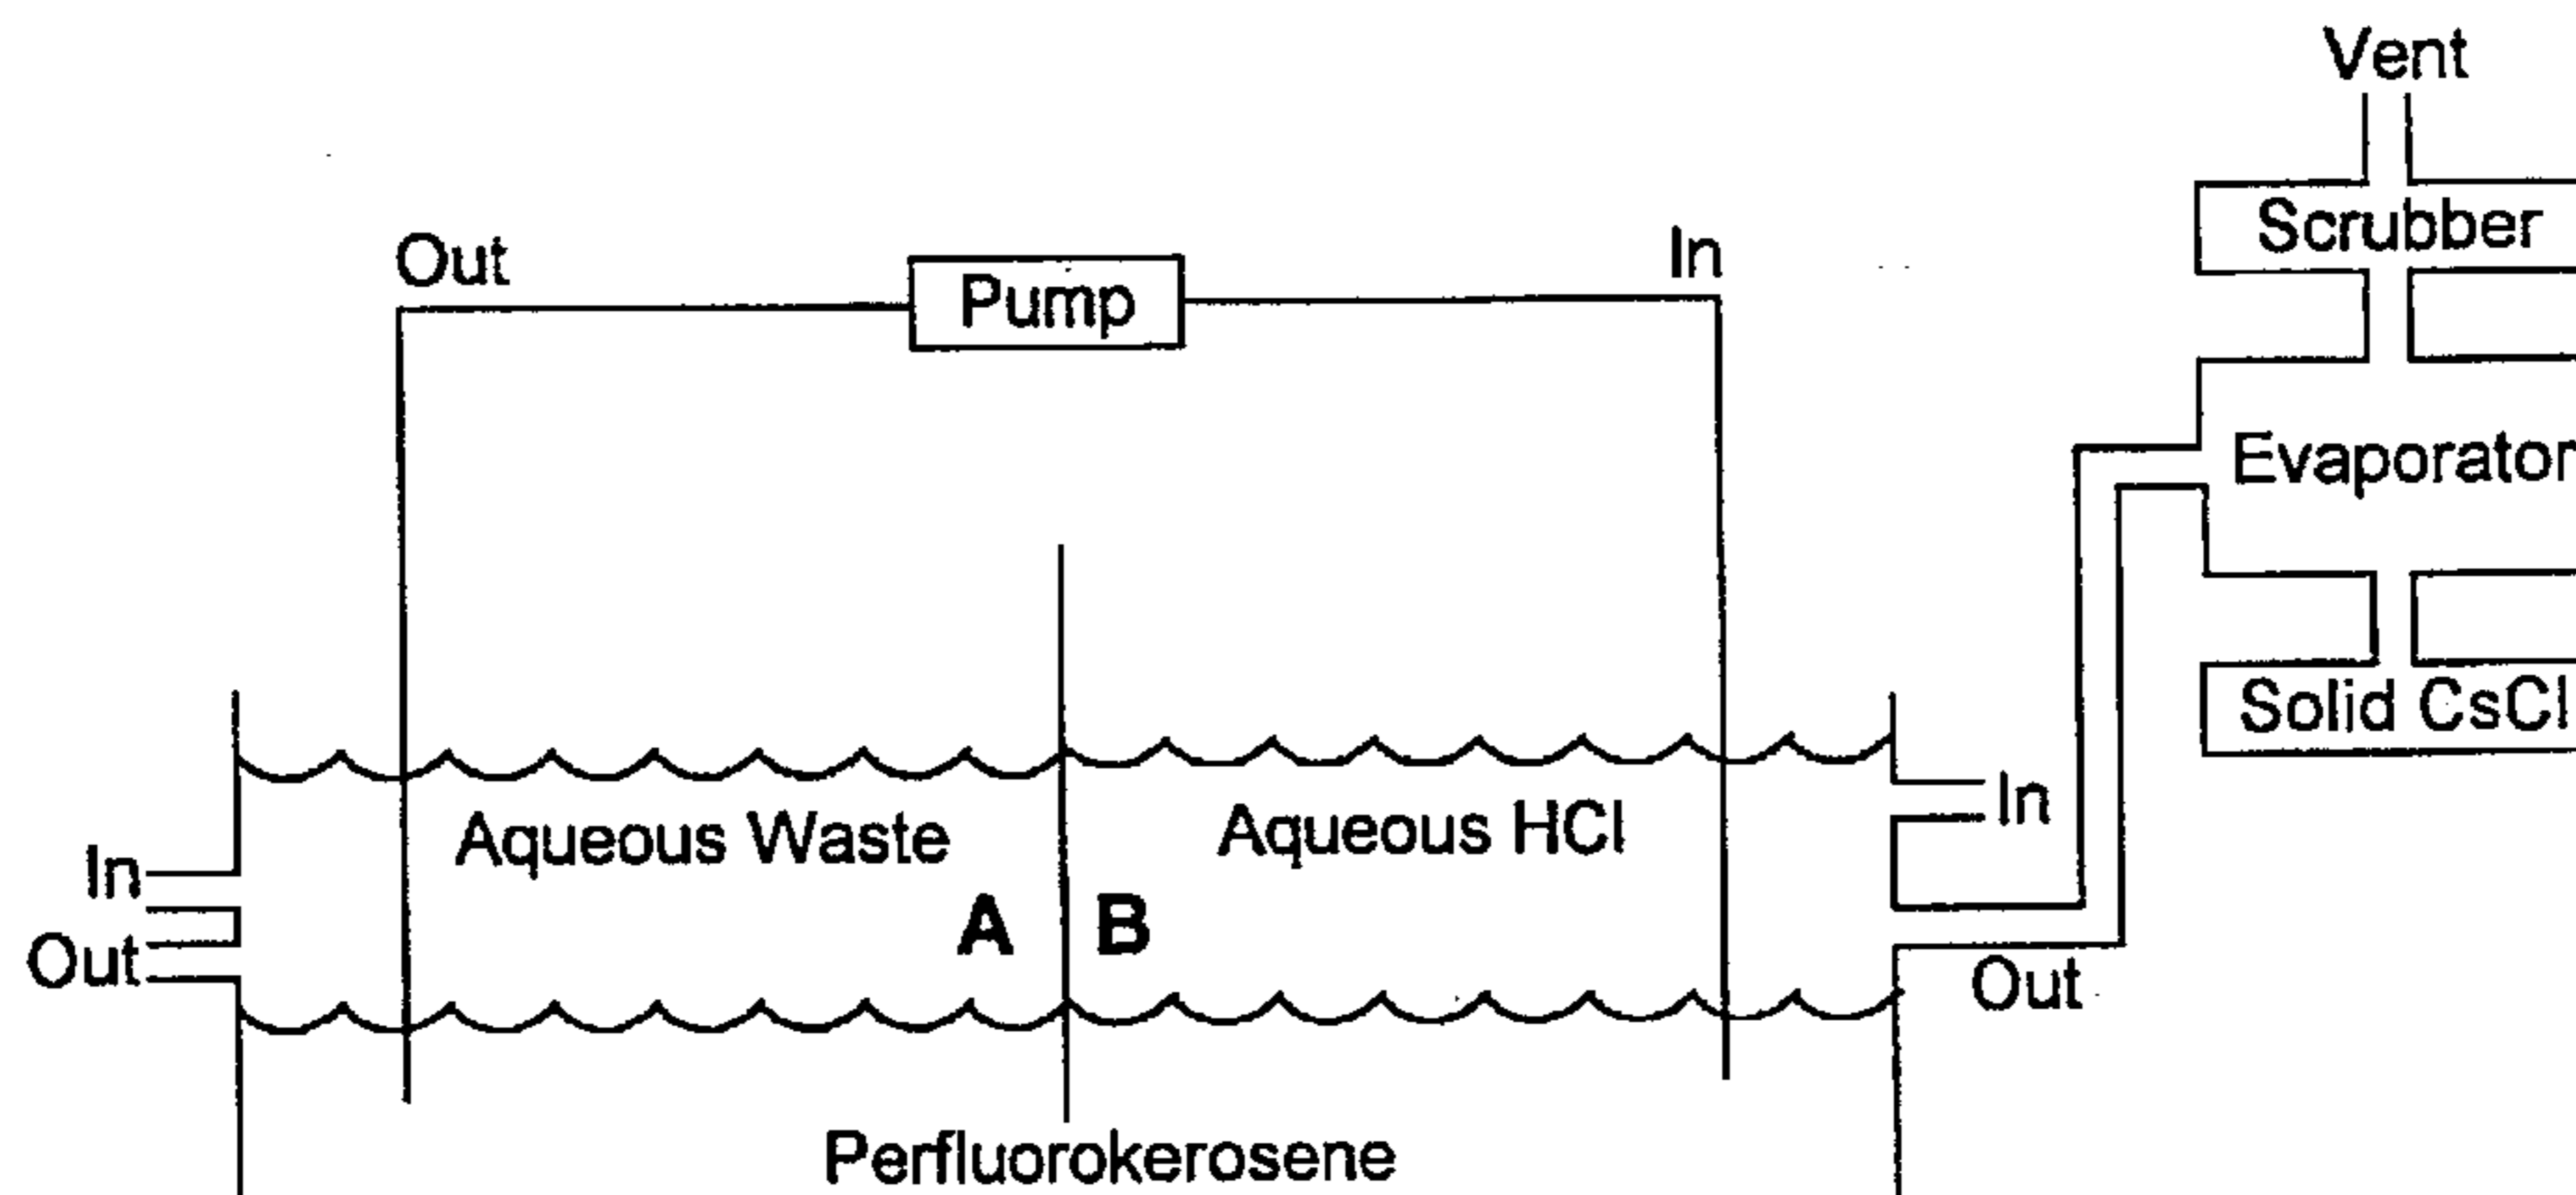 Vent
Scrubber
Out
Pump
In
Evaporator
Solid CsCl
Aqueous Waste
Aqueous HCl
In
In
Out
A
B
Out
Perfluorokerosene